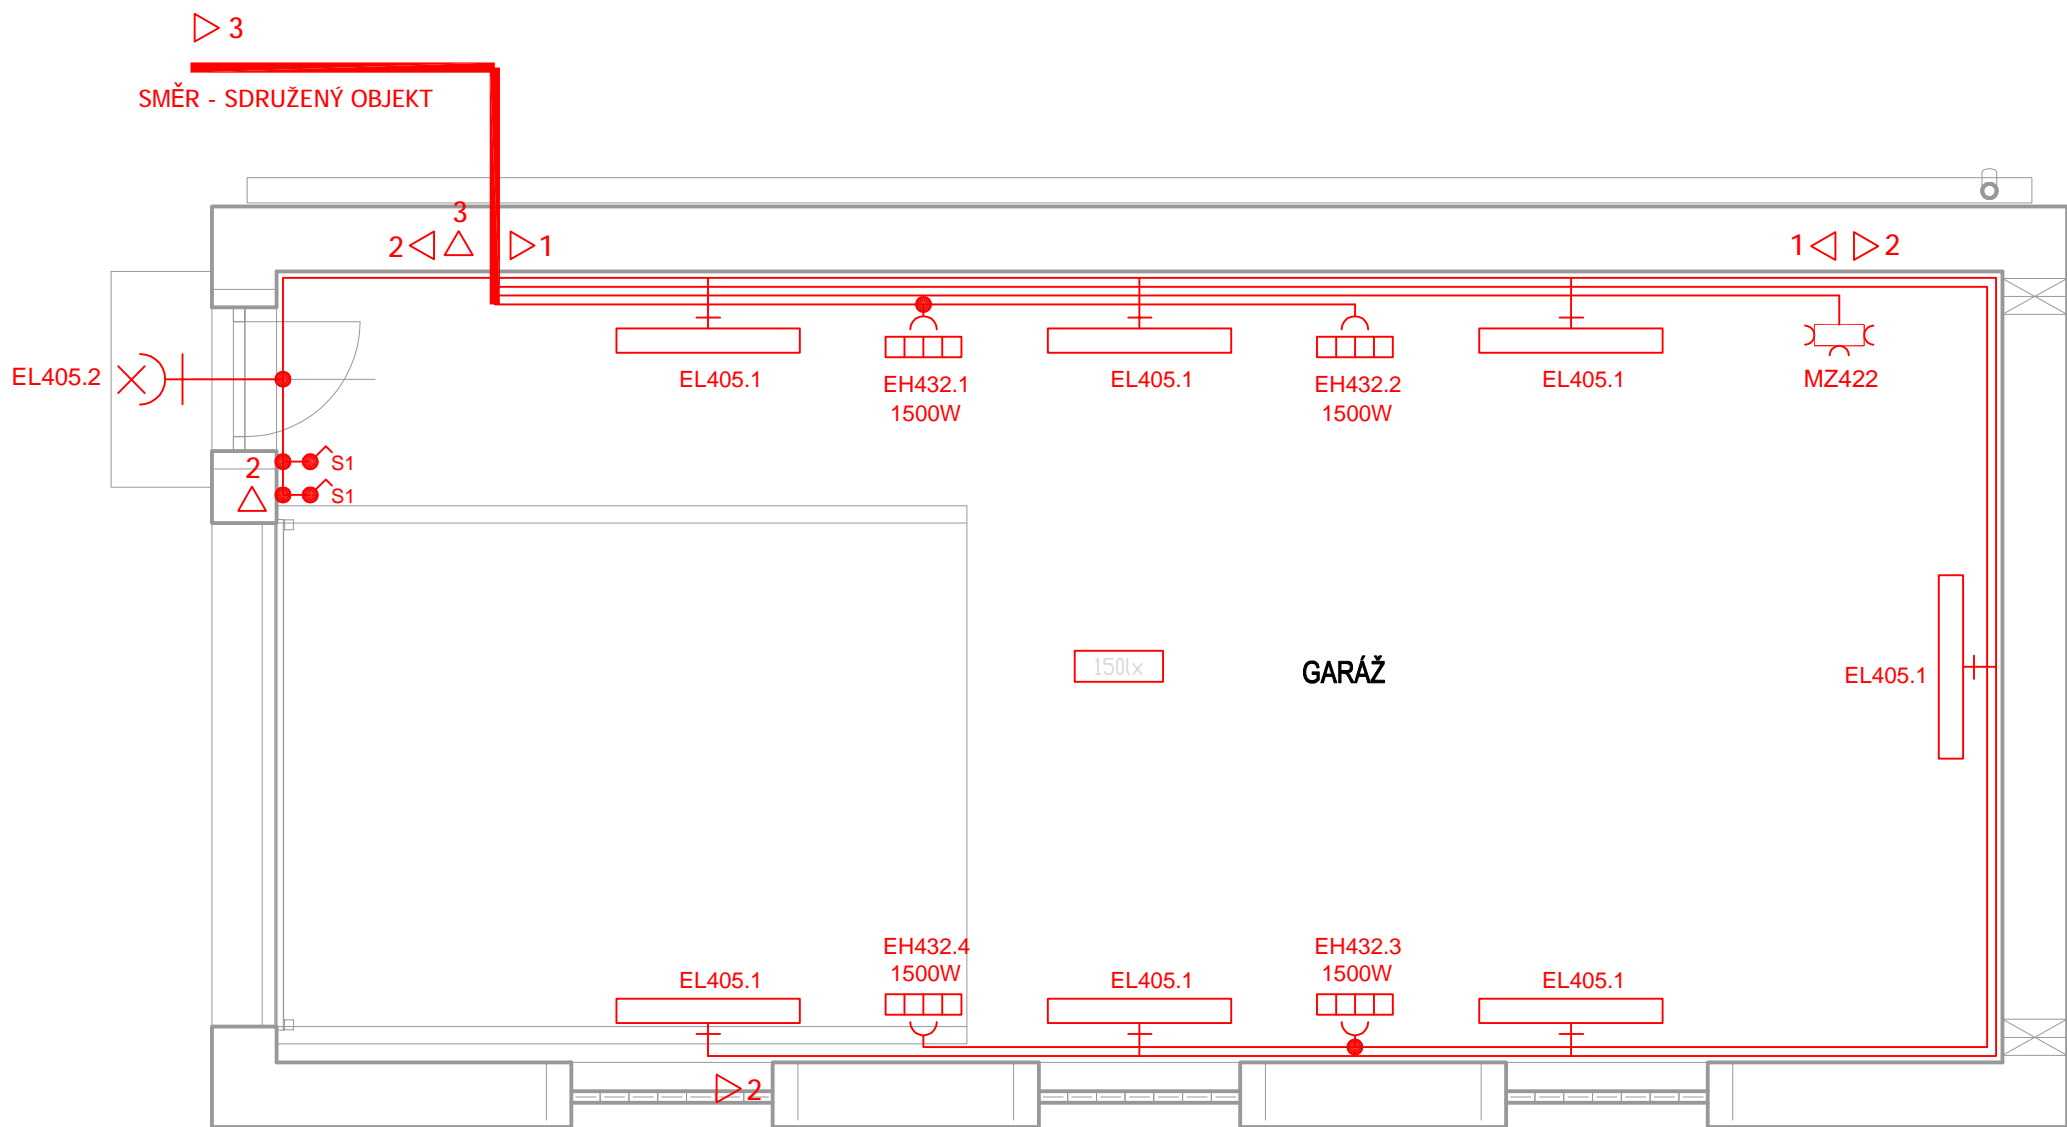 3
SMĚR - SDRUŽENÝ OBJEKT
3
2
1
1
2
EL405.2
EL405.1
EH432.1
1500W
EL405.1
EH432.2
1500W
EL405.1
MZ422
S1
2
S1
150lx
GARÁŽ
EL405.1
EL405.1
EH432.4
1500W
EL405.1
EH432.3
1500W
EL405.1
2